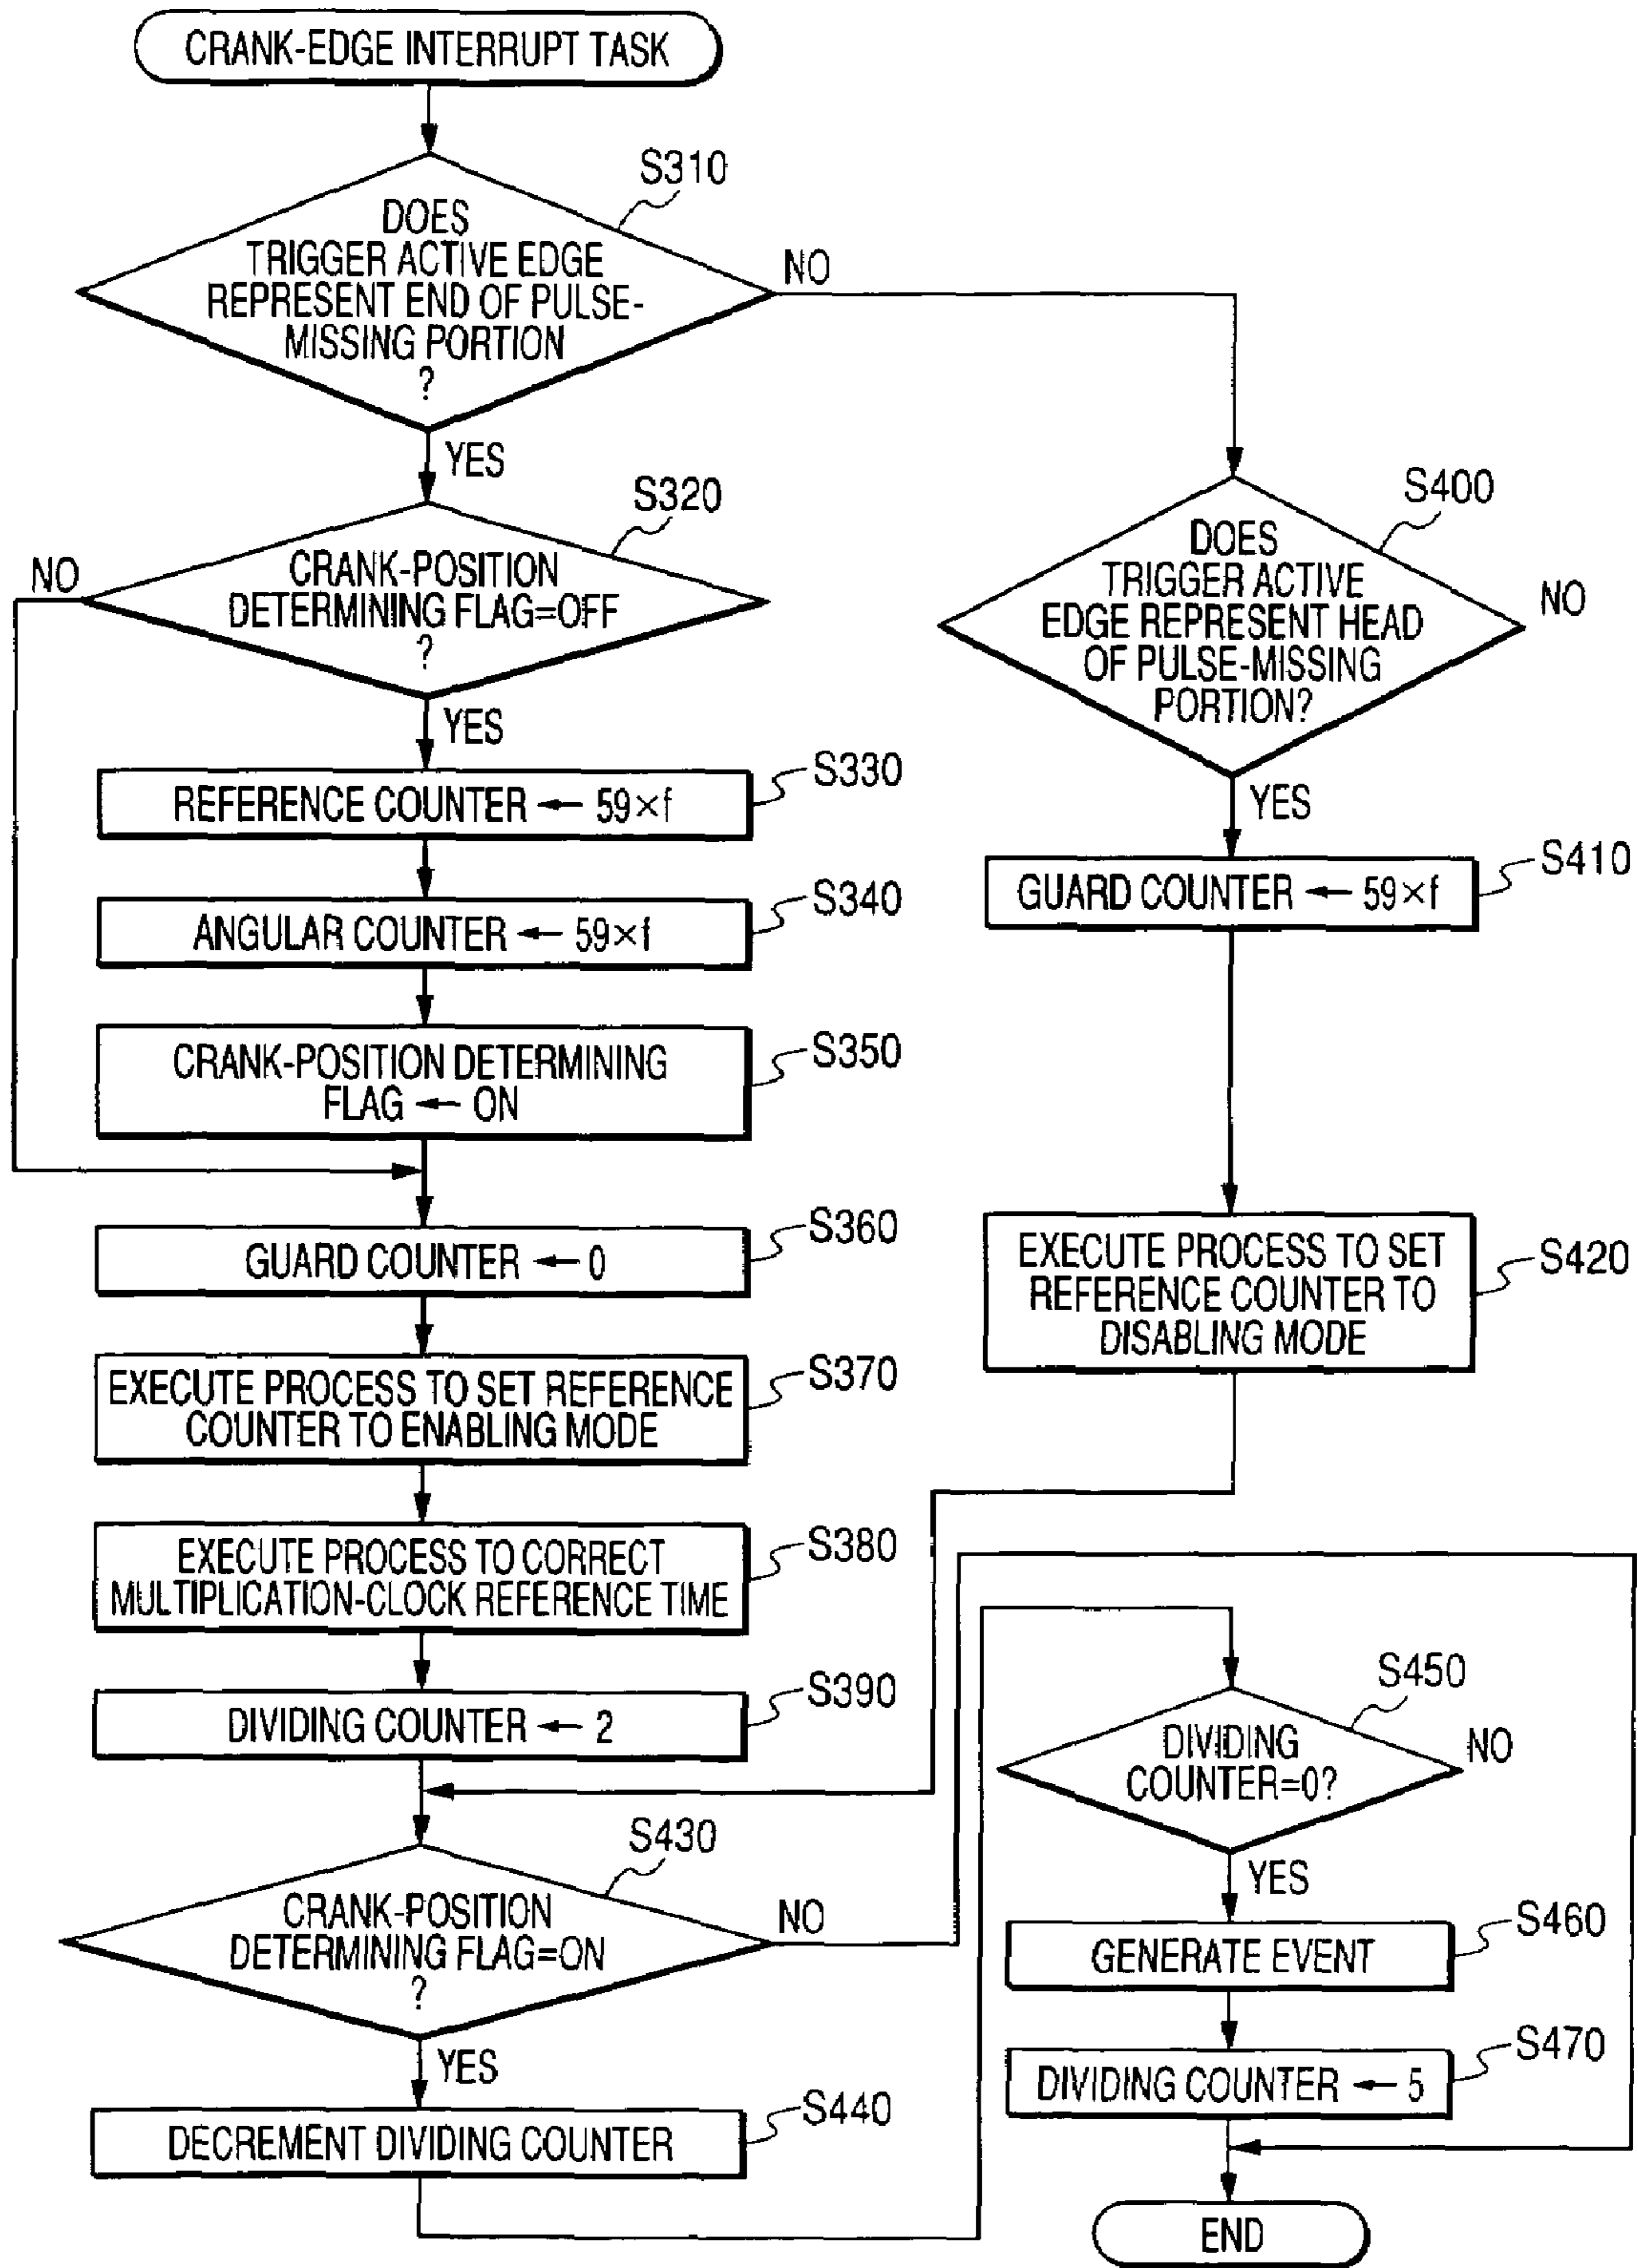 CRANK-EDGE INTERRUPT TASK
S310
DOES
TRIGGER ACTIVE EDGE
REPRESENT END OF PULSE-
MISSING PORTION
?
NO
YES
S320
CRANK-POSITION
DETERMINING FLAG=OFF
?
NO
YES
S330
REFERENCE COUNTER ← 59×f
S340
ANGULAR COUNTER ← 59×f
S350
CRANK-POSITION DETERMINING
FLAG ← ON
S360
GUARD COUNTER ← 0
S370
EXECUTE PROCESS TO SET REFERENCE
COUNTER TO ENABLING MODE
S380
EXECUTE PROCESS TO CORRECT
MULTIPLICATION-CLOCK REFERENCE TIME
S390
DIVIDING COUNTER ← 2
S400
DOES
TRIGGER ACTIVE
EDGE REPRESENT HEAD
OF PULSE-MISSING
PORTION?
NO
YES
S410
GUARD COUNTER ← 59×f
S420
EXECUTE PROCESS TO SET
REFERENCE COUNTER TO
DISABLING MODE
S430
CRANK-POSITION
DETERMINING FLAG=ON
?
NO
YES
S440
DECREMENT DIVIDING COUNTER
S450
DIVIDING
COUNTER=0?
NO
YES
S460
GENERATE EVENT
S470
DIVIDING COUNTER ← 5
END